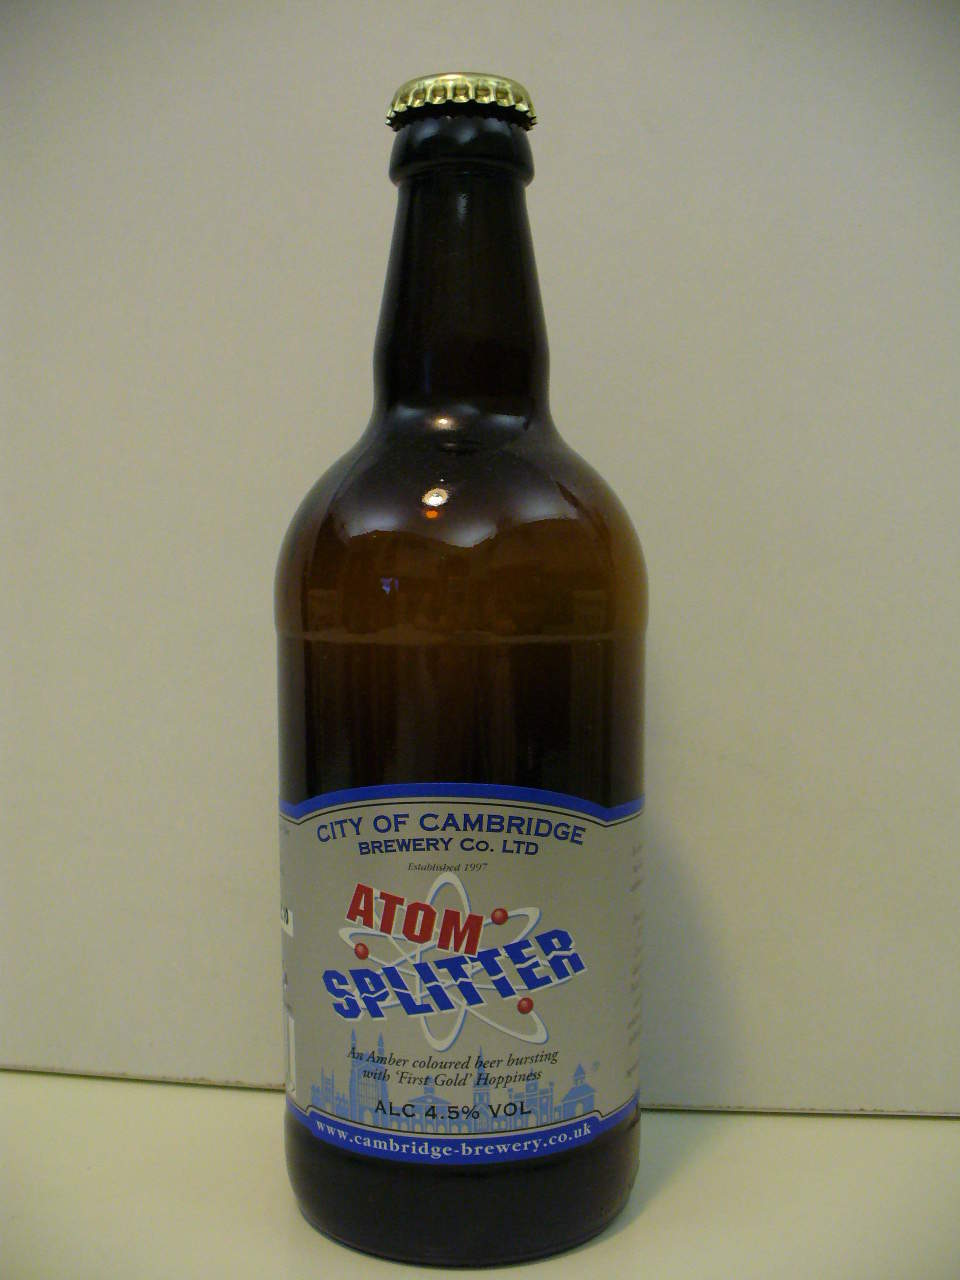 CITY OF CAMBRIDGE
BREWERY Co. LTD
Established 1997
ATOM
SPLITTER
An Amber coloured beer bursting
with 'First Gold' Hoppiness
ALC 4.5% VOL
www.cambridge-brewery.co.uk